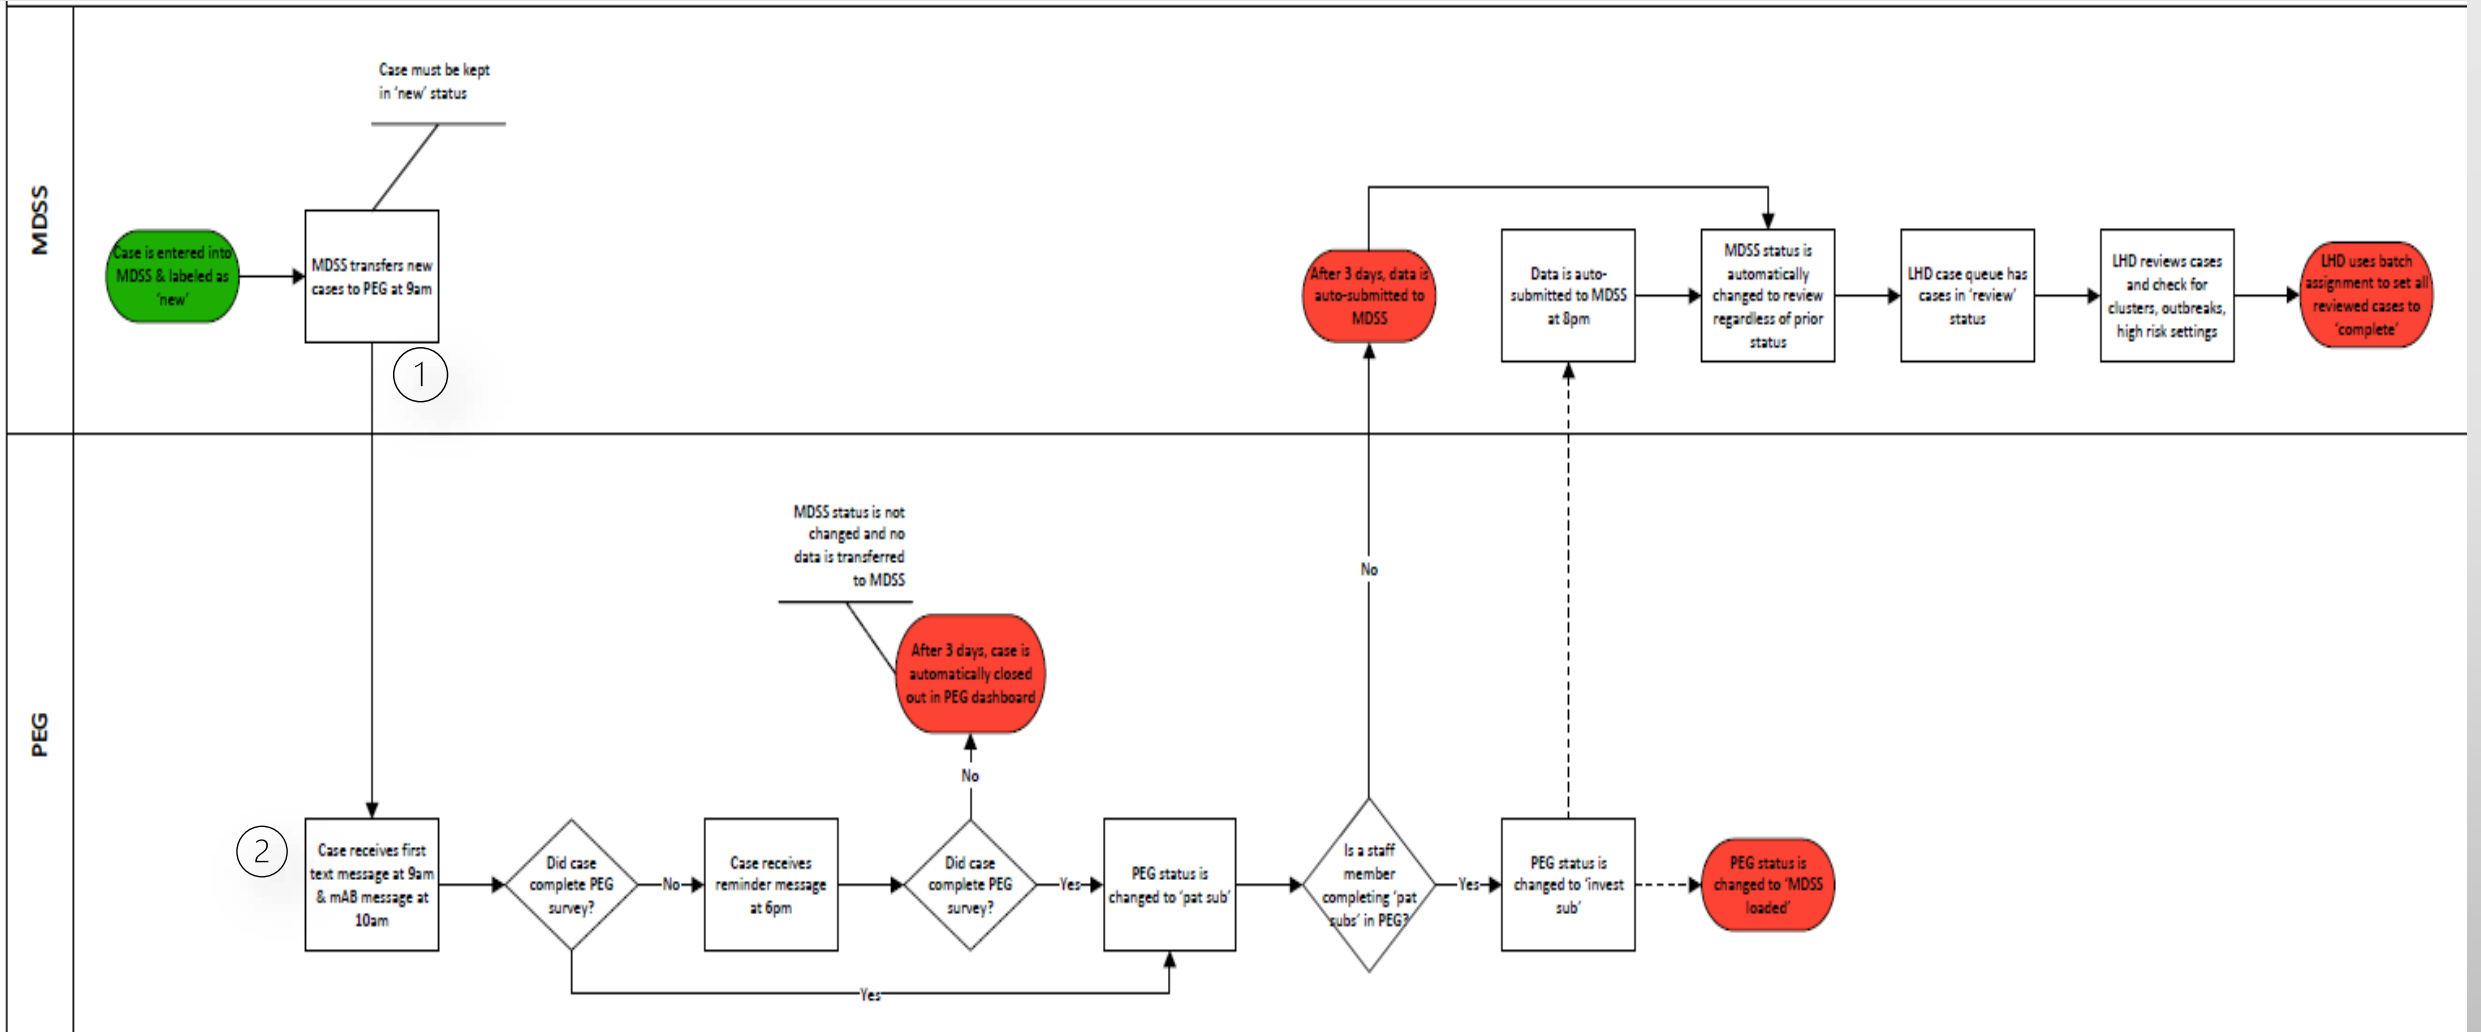 MDSS
Case must be kept
in ‘new’ status
Case is entered into
MDSS & labeled as
‘new’
MDSS transfers new
cases to PEG at 9am
1
After 3 days, data is
auto-submitted to
MDSS
Data is auto-
submitted to MDSS
at 8pm
MDSS status is
automatically
changed to review
regardless of prior
status
LHD case queue has
cases in ‘review’
status
LHD reviews cases
and check for
clusters, outbreaks,
high risk settings
LHD uses batch
assignment to set all
reviewed cases to
‘complete’
PEG
MDSS status is not
changed and no
data is transferred
to MDSS
After 3 days, case is
automatically closed
out in PEG dashboard
No
No
2
Case receives first
text message at 9am
& mAB message at
10am
Did case
complete PEG
survey?
No
Case receives
reminder message
at 6pm
Did case
complete PEG
survey?
Yes
PEG status is
changed to ‘pat sub’
Is a staff
member
completing ‘pat
subs’ in PEG?
Yes
PEG status is
changed to ‘invest
sub’
PEG status is
changed to ‘MDSS
loaded’
Yes